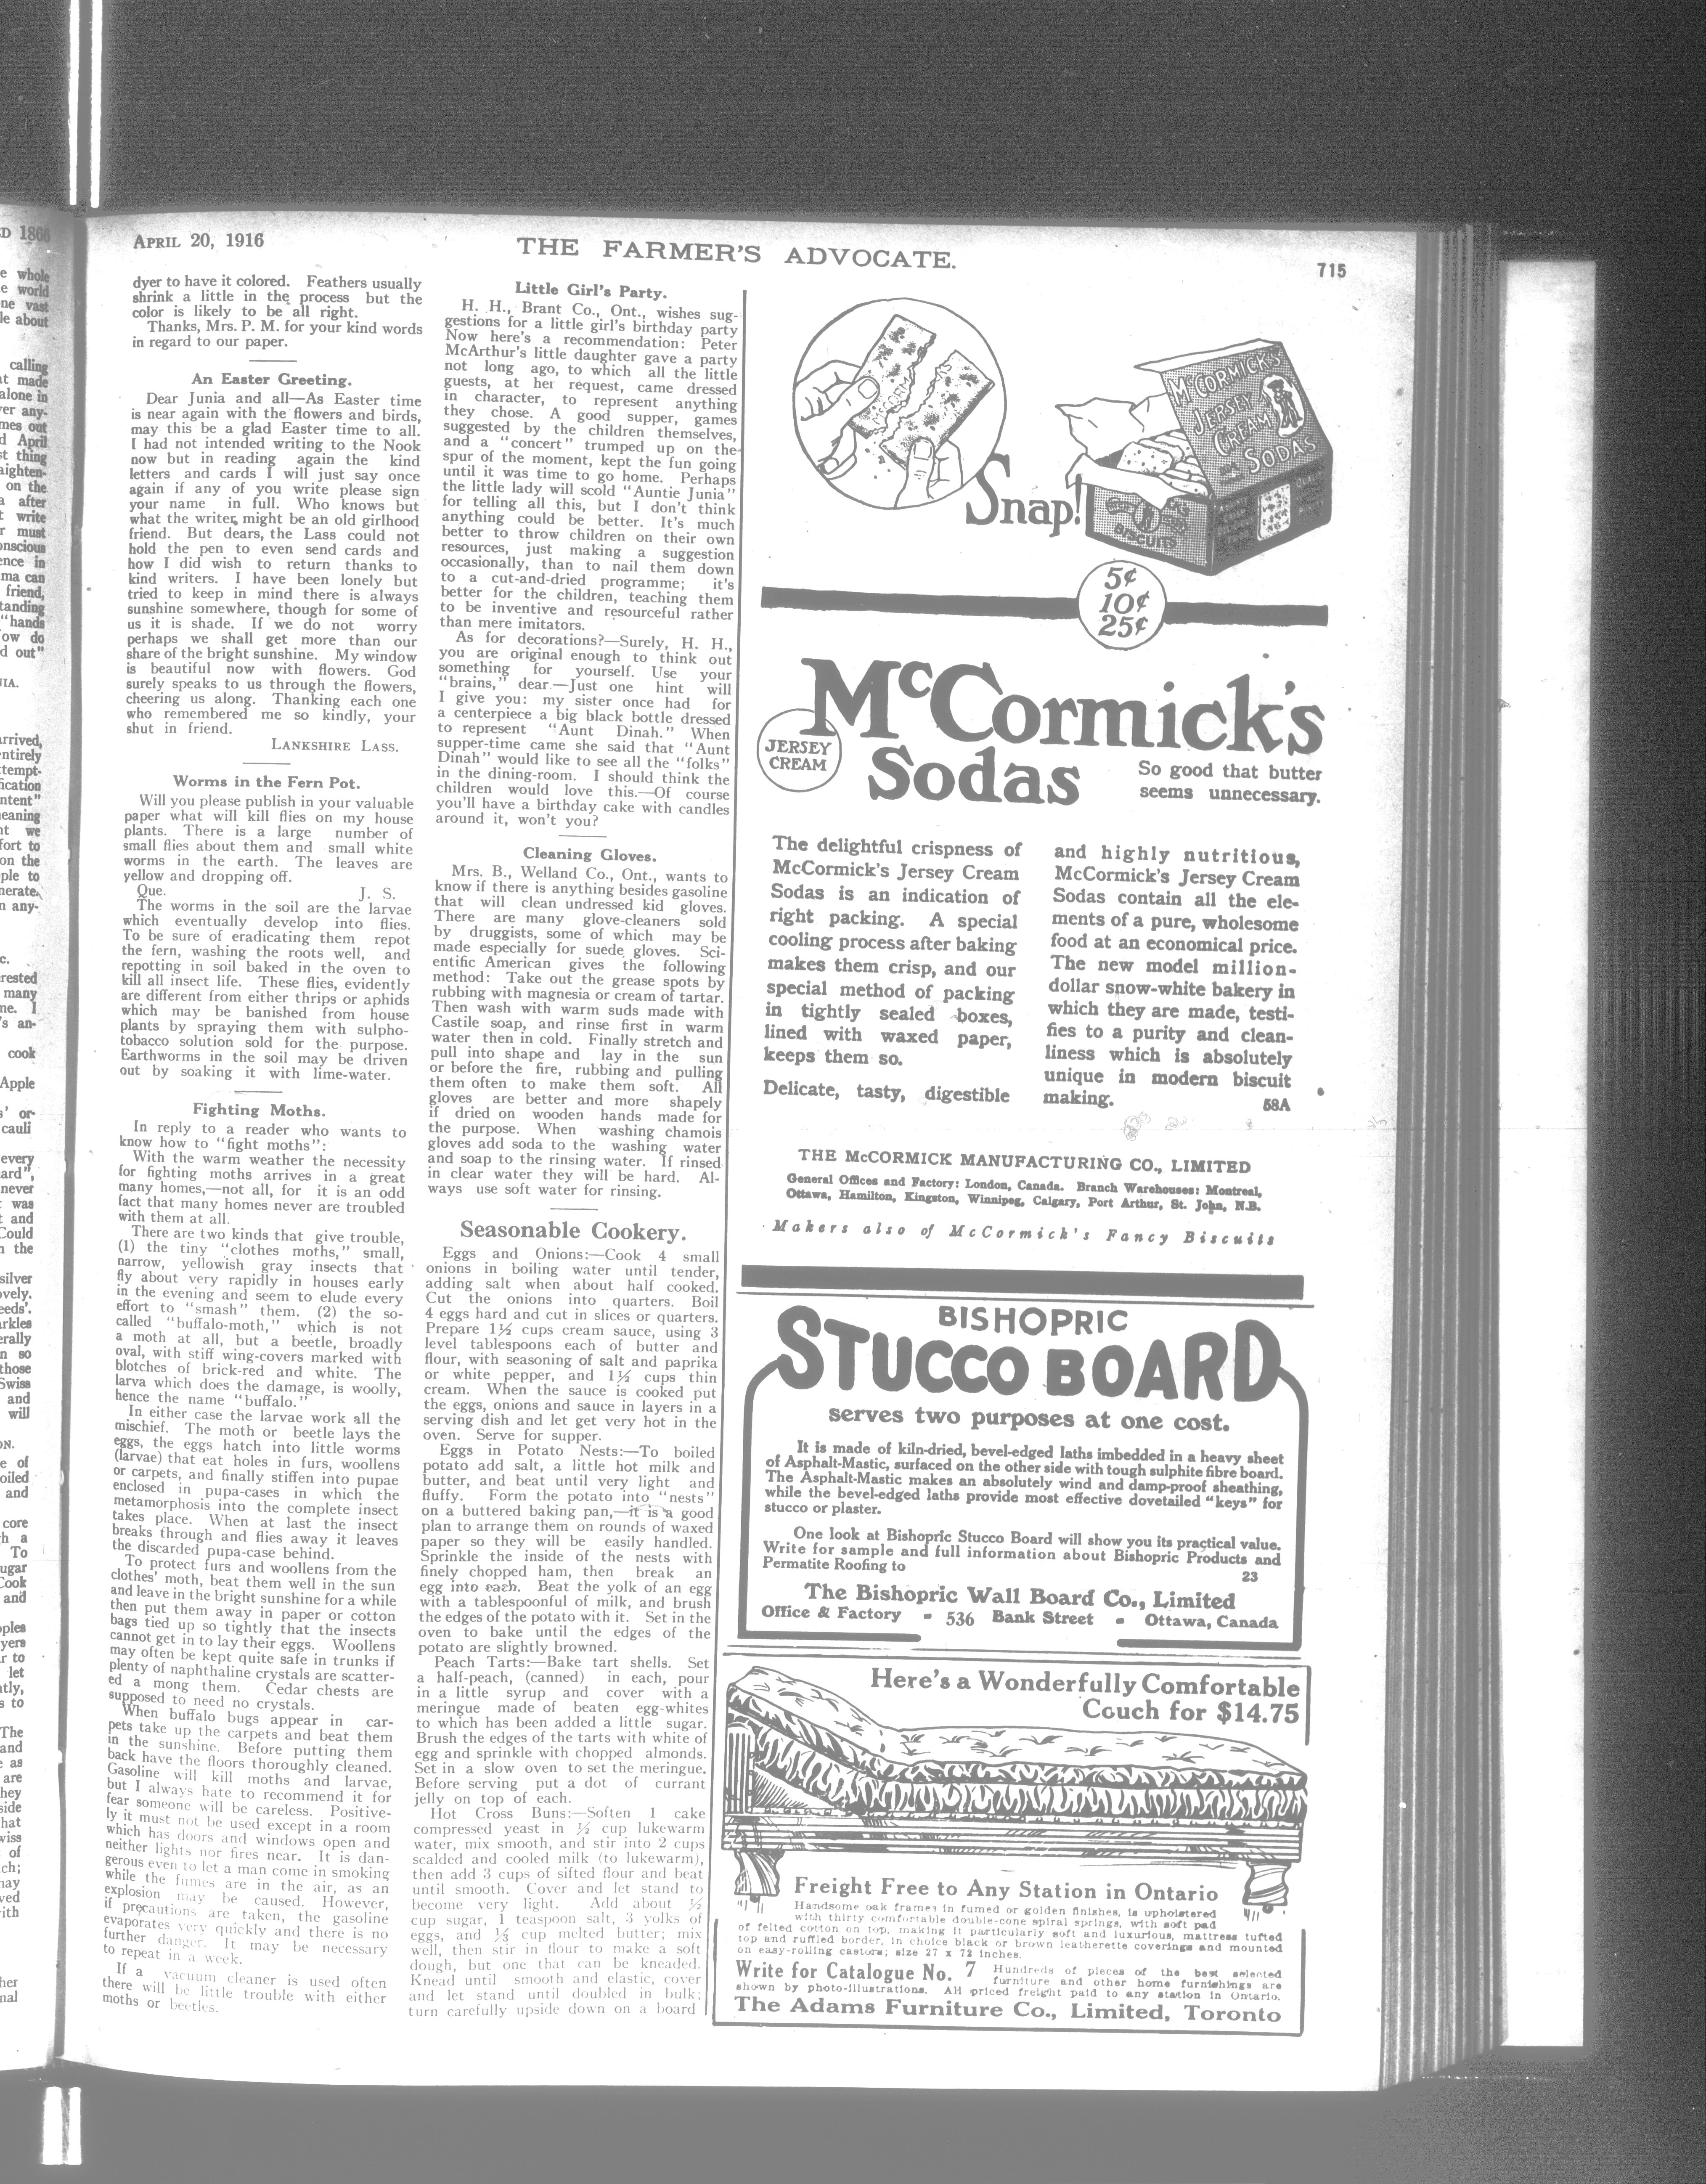 APRIL 20, 1916
THE FARMER'S ADVOCATE.
715
dyer to have it colored. Feathers usually
shrink a little in the process but the
color is likely to be all right.
Thanks, Mrs. P. M. for your kind words
in regard to our paper.
An Easter Greeting.
Dear Junia and all—As Easter time
is near again with the flowers and birds,
may this be a glad Easter time to all.
I had not intended writing to the Nook
now but in reading again the kind
letters and cards I will just say once
again if any of you write please sign
your name in full. Who knows but
what the writer might be an old girlhood
friend. But dears, the Lass could not
hold the pen to even send cards and
how I did wish to return thanks to
kind writers. I have been lonely but
tried to keep in mind there is always
sunshine somewhere, though for some of
us it is shade. If we do not worry
perhaps we shall get more than our
share of the bright sunshine. My window
is beautiful now with flowers. God
surely speaks to us through the flowers,
cheering us along. Thanking each one
who remembered me so kindly, your
shut in friend.
LANKSHIRE LASS.
Worms in the Fern Pot.
Will you please publish in your valuable
paper what will kill flies on my house
plants. There is a large number of
small flies about them and small white
worms in the earth. The leaves are
yellow and dropping off.
Que. J. S.
The worms in the soil are the larvae
which eventually develop into flies.
To be sure of eradicating them repot
the fern, washing the roots well, and
repotting in soil baked in the oven to
kill all insect life. These flies, evidently
are different from either thrips or aphids
which may be banished from house
plants by spraying them with sulpho-
tobacco solution sold for the purpose.
Earthworms in the soil may be driven
out by soaking it with lime-water.
Fighting Moths.
In reply to a reader who wants to
know how to "fight moths":
With the warm weather the necessity
for fighting moths arrives in a great
many homes,—not all, for it is an odd
fact that many homes never are troubled
with them at all.
There are two kinds that give trouble,
(1) the tiny "clothes moths," small,
narrow, yellowish gray insects that
fly about very rapidly in houses early
in the evening and seem to elude every
effort to "smash" them. (2) the so-
called "buffalo-moth," which is not
a moth at all, but a beetle, broadly
oval, with stiff wing-covers marked with
blotches of brick-red and white. The
larva which does the damage, is woolly,
hence the name "buffalo."
In either case the larvae work all the
mischief. The moth or beetle lays the
eggs, the eggs hatch into little worms
(larvae) that eat holes in furs, woollens
or carpets, and finally stiffen into pupae
enclosed in pupa-cases in which the
metamorphosis into the complete insect
takes place. When at last the insect
breaks through and flies away it leaves
the discarded pupa-case behind.
To protect furs and woollens from the
clothes' moth, beat them well in the sun
and leave in the bright sunshine for a while
then put them away in paper or cotton
bags tied up so tightly that the insects
cannot get in to lay their eggs. Woollens
may often be kept quite safe in trunks if
plenty of naphthaline crystals are scatter-
ed a mong them. Cedar chests are
supposed to need no crystals.
When buffalo bugs appear in car-
pets take up the carpets and beat them
in the sunshine. Before putting them
back have the floors thoroughly cleaned.
Gasoline will kill moths and larvae,
but I always hate to recommend it for
fear someone will be careless. Positive-
ly it must not be used except in a room
which has doors and windows open and
neither lights nor fires near. It is dan-
gerous even to let a man come in smoking
while the fumes are in the air, as an
explosion may be caused. However,
if precautions are taken, the gasoline
evaporates very quickly and there is no
further danger. It may be necessary
to repeat in a week.
If a vacuum cleaner is used often
there will be little trouble with either
moths or beetles.
Little Girl's Party.
H. H., Brant Co., Ont., wishes sug-
gestions for a little girl's birthday party
Now here's a recommendation: Peter
McArthur's little daughter gave a party
not long ago, to which all the little
guests, at her request, came dressed
in character, to represent anything
they chose. A good supper, games
suggested by the children themselves,
and a "concert" trumped up on the
spur of the moment, kept the fun going
until it was time to go home. Perhaps
the little lady will scold "Auntie Junia"
for telling all this, but I don't think
anything could be better. It's much
better to throw children on their own
resources, just making a suggestion
occasionally, than to nail them down
to a cut-and-dried programme; it's
better for the children, teaching them
to be inventive and resourceful rather
than mere imitators.
As for decorations?—Surely, H. H.,
you are original enough to think out
something for yourself. Use your
"brains," dear.—Just one hint will
I give you: my sister once had for
a centerpiece a big black bottle dressed
to represent "Aunt Dinah." When
supper-time came she said that "Aunt
Dinah" would like to see all the "folks"
in the dining-room. I should think the
children would love this.—Of course
you'll have a birthday cake with candles
around it, won't you?
Cleaning Gloves.
Mrs. B., Welland Co., Ont., wants to
know if there is anything besides gasoline
that will clean undressed kid gloves.
There are many glove-cleaners sold
by druggists, some of which may be
made especially for suede gloves. Sci-
entific American gives the following
method: Take out the grease spots by
rubbing with magnesia or cream of tartar.
Then wash with warm suds made with
Castile soap, and rinse first in warm
water then in cold. Finally stretch and
pull into shape and lay in the sun
or before the fire, rubbing and pulling
them often to make them soft. All
gloves are better and more shapely
if dried on wooden hands made for
the purpose. When washing chamois
gloves add soda to the washing water
and soap to the rinsing water. If rinsed
in clear water they will be hard. Al-
ways use soft water for rinsing.
Seasonable Cookery.
Eggs and Onions:—Cook 4 small
onions in boiling water until tender,
adding salt when about half cooked.
Cut the onions into quarters. Boil
4 eggs hard and cut in slices or quarters.
Prepare 1½ cups cream sauce, using 3
level tablespoons each of butter and
flour, with seasoning of salt and paprika
or white pepper, and 1½ cups thin
cream. When the sauce is cooked put
the eggs, onions and sauce in layers in a
serving dish and let get very hot in the
oven. Serve for supper.
Eggs in Potato Nests:—To boiled
potato add salt, a little hot milk and
butter, and beat until very light and
fluffy. Form the potato into "nests"
on a buttered baking pan,—it is a good
plan to arrange them on rounds of waxed
paper so they will be easily handled.
Sprinkle the inside of the nests with
finely chopped ham, then break an
egg into each. Beat the yolk of an egg
with a tablespoonful of milk, and brush
the edges of the potato with it. Set in the
oven to bake until the edges of the
potato are slightly browned.
Peach Tarts:—Bake tart shells. Set
a half-peach, (canned) in each, pour
in a little syrup and cover with a
meringue made of beaten egg-whites
to which has been added a little sugar.
Brush the edges of the tarts with white of
egg and sprinkle with chopped almonds.
Set in a slow oven to set the meringue.
Before serving put a dot of currant
jelly on top of each.
Hot Cross Buns:—Soften 1 cake
compressed yeast in ½ cup lukewarm
water, mix smooth, and stir into 2 cups
scalded and cooled milk (to lukewarm),
then add 3 cups of sifted flour and beat
until smooth. Cover and let stand to
become very light. Add about ½
cup sugar, 1 teaspoon salt, 3 yolks of
eggs, and ⅓ cup melted butter; mix
well, then stir in flour to make a soft
dough, but one that can be kneaded.
Knead until smooth and elastic, cover
and let stand until doubled in bulk;
turn carefully upside down on a board
Snap!
McCORMICK'S
JERSEY
CREAM
SODAS
BISCUITS
5¢
10¢
25¢
McCormick's
JERSEY
CREAM
Sodas
So good that butter
seems unnecessary.
The delightful crispness of
McCormick's Jersey Cream
Sodas is an indication of
right packing. A special
cooling process after baking
makes them crisp, and our
special method of packing
in tightly sealed boxes,
lined with waxed paper,
keeps them so.
Delicate, tasty, digestible
and highly nutritious,
McCormick's Jersey Cream
Sodas contain all the ele-
ments of a pure, wholesome
food at an economical price.
The new model million-
dollar snow-white bakery in
which they are made, testi-
fies to a purity and clean-
liness which is absolutely
unique in modern biscuit
making. 58A
THE McCORMICK MANUFACTURING CO., LIMITED
General Offices and Factory: London, Canada. Branch Warehouses: Montreal,
Ottawa, Hamilton, Kingston, Winnipeg, Calgary, Port Arthur, St. John, N.B.
Makers also of McCormick's Fancy Biscuits
BISHOPRIC
STUCCO BOARD
serves two purposes at one cost.
It is made of kiln-dried, bevel-edged laths imbedded in a heavy sheet
of Asphalt-Mastic, surfaced on the other side with tough sulphite fibre board.
The Asphalt-Mastic makes an absolutely wind and damp-proof sheathing,
while the bevel-edged laths provide most effective dovetailed "keys" for
stucco or plaster.
One look at Bishopric Stucco Board will show you its practical value.
Write for sample and full information about Bishopric Products and
Permatite Roofing to
23
The Bishopric Wall Board Co., Limited
Office & Factory - 536 Bank Street - Ottawa, Canada
Here's a Wonderfully Comfortable
Couch for $14.75
Freight Free to Any Station in Ontario
Handsome oak frames in fumed or golden finishes, is upholstered
with thirty comfortable double-cone spiral springs, with soft pad
of felted cotton on top, making it particularly soft and luxurious, mattress tufted
top and ruffled border, in choice black or brown leatherette coverings and mounted
on easy-rolling castors; size 27 x 72 inches.
Write for Catalogue No. 7 Hundreds of pieces of the best selected
furniture and other home furnishings are
shown by photo-illustrations. All priced freight paid to any station in Ontario.
The Adams Furniture Co., Limited, Toronto